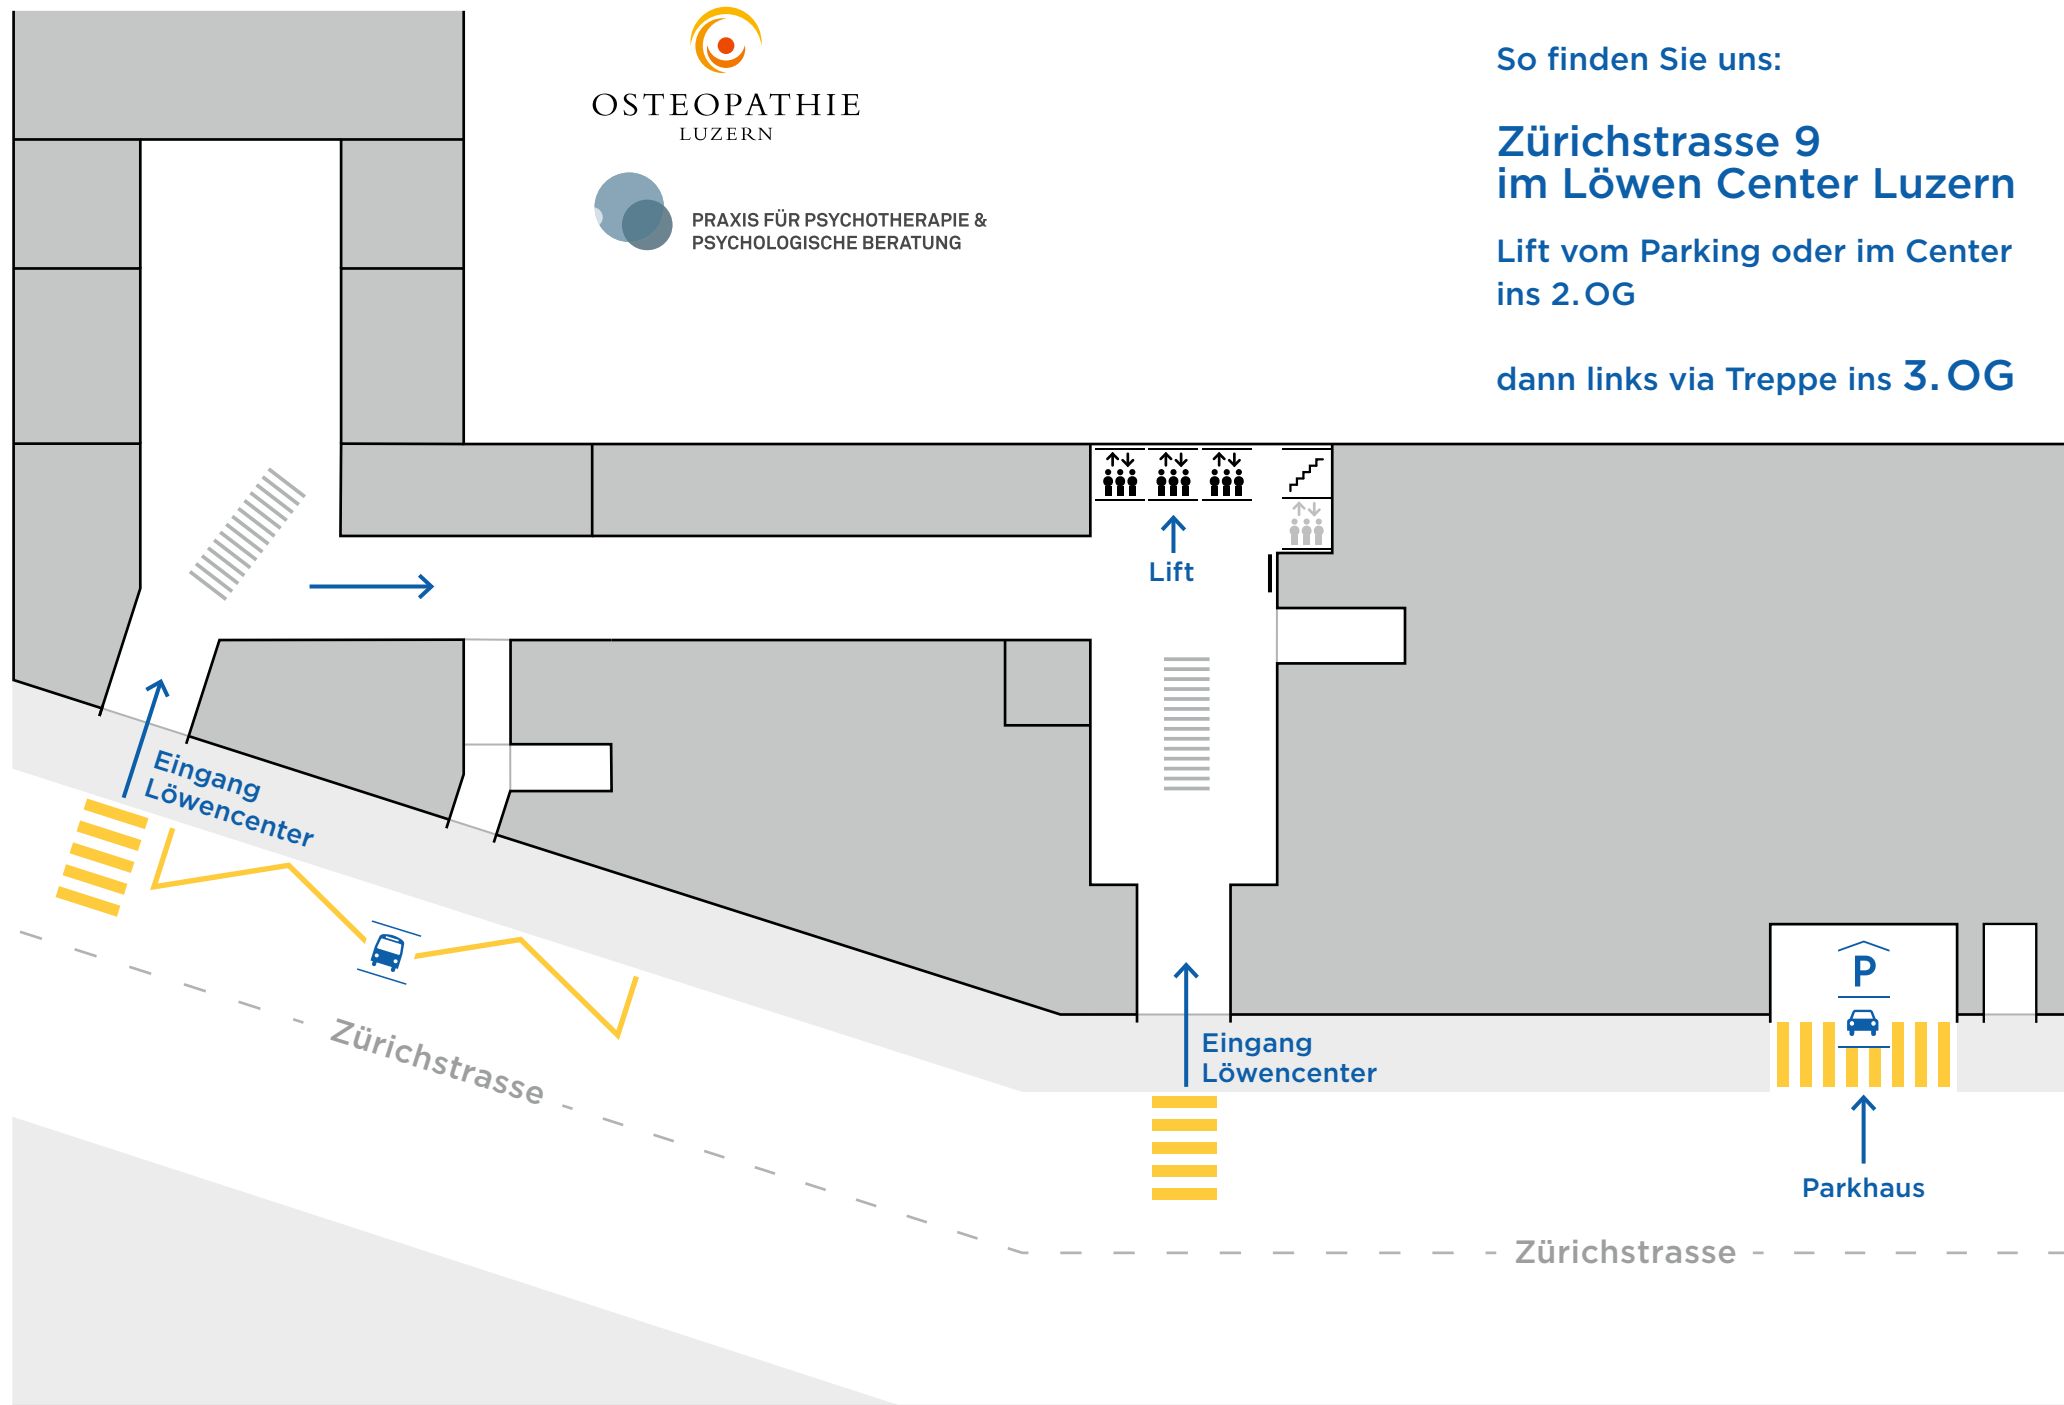 OSTEOPATHIE
LUZERN
PRAXIS FÜR PSYCHOTHERAPIE &
PSYCHOLOGISCHE BERATUNG
So finden Sie uns:
Zürichstrasse 9
im Löwen Center Luzern
Lift vom Parking oder im Center
ins 2. OG
dann links via Treppe ins 3. OG
Lift
Eingang
Löwencenter
Zürichstrasse
Eingang
Löwencenter
P
Parkhaus
Zürichstrasse